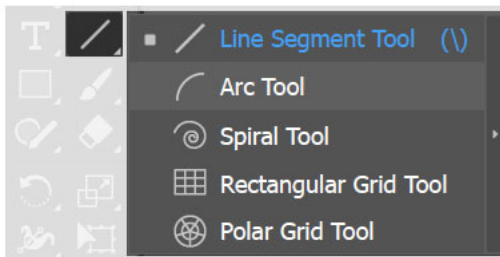 Line Segment Tool (\)
Arc Tool
Spiral Tool
Rectangular Grid Tool
Polar Grid Tool